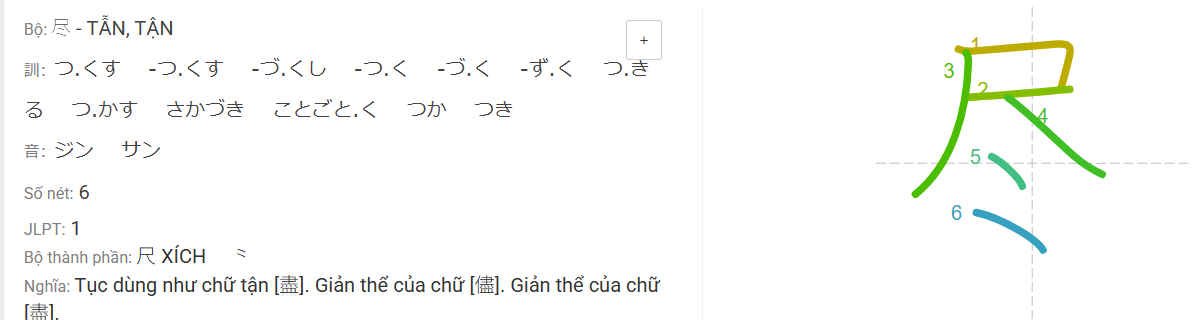 Bộ: 尽 - TẪN, TẬN
+
訓: つ.くす -つ.くす -づ.くし -つ.く -づ.く -ず.く つ.き
る つ.かす さかづき ことごと.く つか つき
音: ジン サン
Số nét: 6
JLPT: 1
Bộ thành phần: 尺 XÍCH ⺀
Nghĩa: Tục dùng như chữ tận [盡]. Giản thể của chữ [儘]. Giản thể của chữ
[盡].
1
3
2
4
5
6